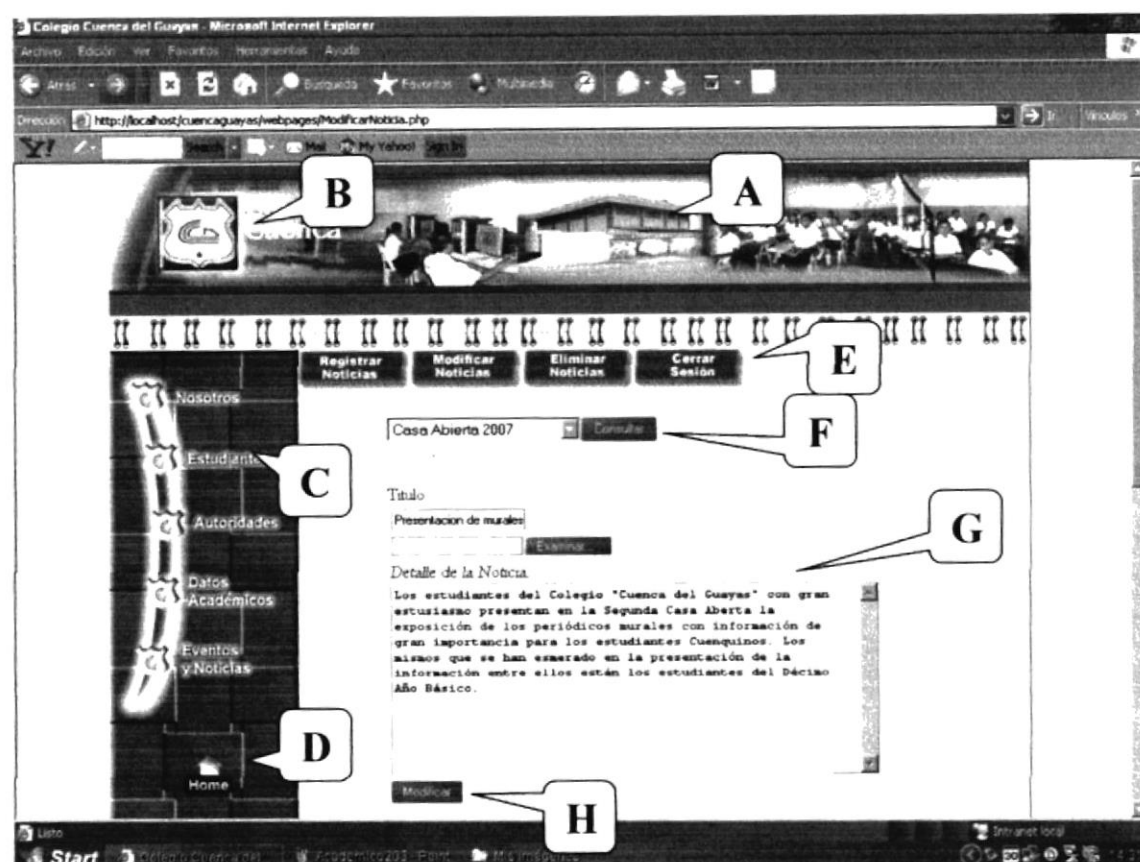 Colegio Cuenca del Guayas - Microsoft Internet Explorer
Archivo Edición Ver Favoritos Herramientas Ayuda
Atrás Búsqueda Favoritos Multimedia
Dirección http://localhost/cuencaguayas/webpages/ModificarNoticia.php Ir Vínculos
Y! Search Mail My Yahoo! Sign In
B
A
Cuenca
Registrar Noticias
Modificar Noticias
Eliminar Noticias
Cerrar Sesión
E
Nosotros
Casa Abierta 2007 Consultar
F
C
Título
Presentacion de murales
Examinar...
G
Autoridades
Detalle de la Noticia
Los estudiantes del Colegio "Cuenca del Guayas" con gran
estusiasmo presentan en la Segunda Casa Aberta la
exposición de los periódicos murales con información de
gran importancia para los estudiantes Cuenquinos. Los
mismos que se han esmerado en la presentación de la
información entre ellos están los estudiantes del Décimo
Año Básico.
Datos
Académicos
Eventos
y Noticias
D
Home
Modificar
H
Listo
Intranet local
Start